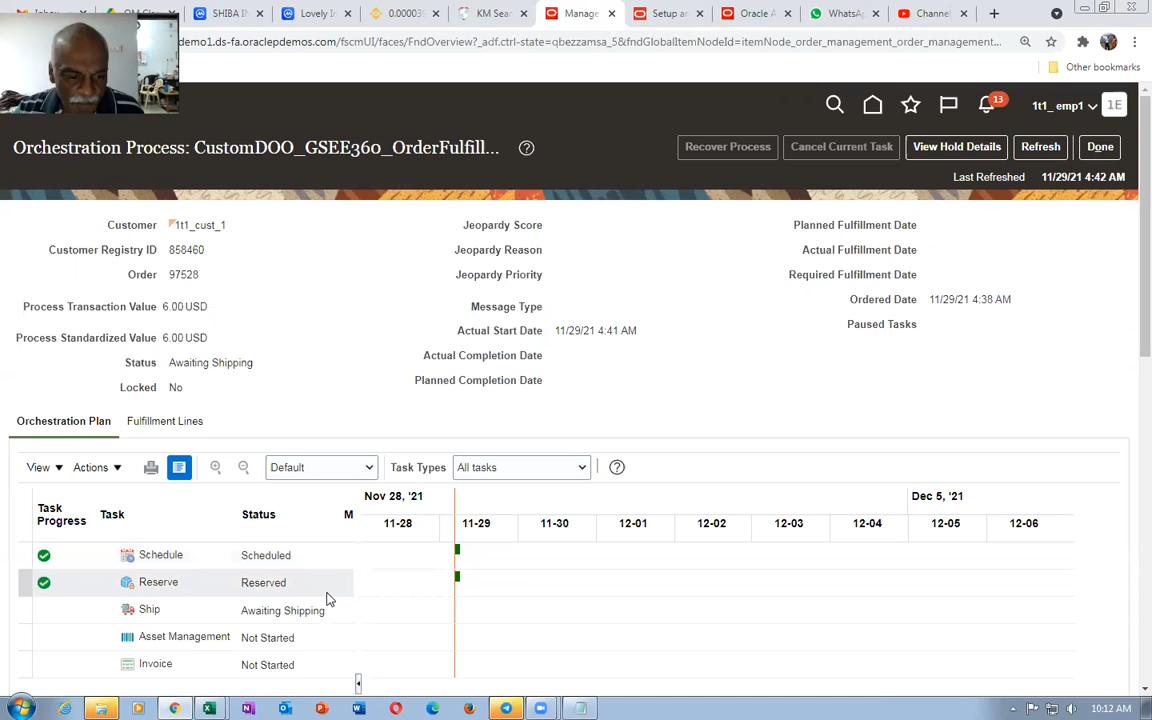 Inbox
SHIBA I
Lovely I
0.00003
KM Sea
Manage
Setup a
Oracle A
WhatsA
Channel
demo1.ds-fa.oraclepdemos.com/fscmUI/faces/FndOverview?_adf.ctrl-state=qbezzamsa_5&fndGlobalItemNodeId=itemNode_order_management_order_management...
Other bookmarks
13 1t1_emp1 1E
Orchestration Process: CustomDOO_GSEE360_OrderFulfill... ? Recover Process Cancel Current Task View Hold Details Refresh Done
Last Refreshed 11/29/21 4:42 AM
Customer 1t1_cust_1 Jeopardy Score Planned Fulfillment Date
Customer Registry ID 858460 Jeopardy Reason Actual Fulfillment Date
Order 97528 Jeopardy Priority Required Fulfillment Date
Process Transaction Value 6.00 USD Message Type Ordered Date 11/29/21 4:38 AM
Actual Start Date 11/29/21 4:41 AM Paused Tasks
Process Standardized Value 6.00 USD
Status Awaiting Shipping Actual Completion Date
Locked No Planned Completion Date
Orchestration Plan Fulfillment Lines
View Actions Default Task Types All tasks ?
Nov 28, '21 Dec 5, '21
Task Progress Task Status M 11-28 11-29 11-30 12-01 12-02 12-03 12-04 12-05 12-06
Schedule Scheduled
Reserve Reserved
Ship Awaiting Shipping
Asset Management Not Started
Invoice Not Started
10:12 AM